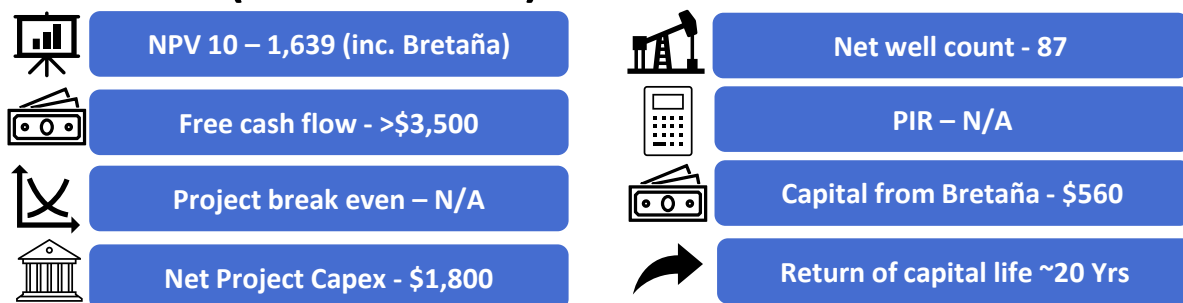 NPV 10 – 1,639 (inc. Bretaña)
Free cash flow - >$3,500
Project break even – N/A
Net Project Capex - $1,800
Net well count - 87
PIR – N/A
Capital from Bretaña - $560
Return of capital life ~20 Yrs